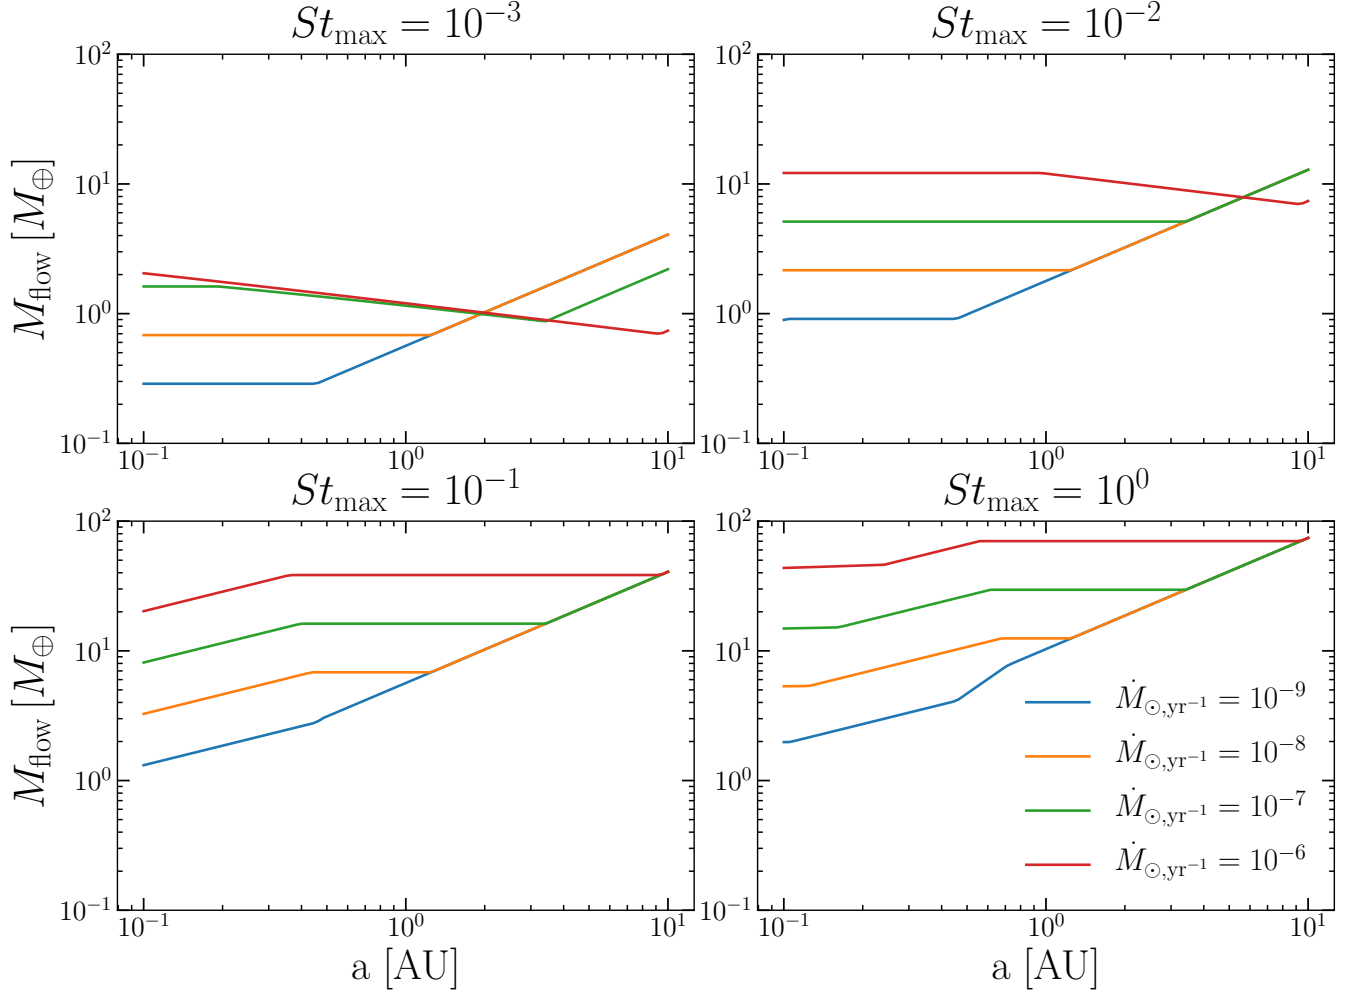 St_max = 10^−3
St_max = 10^−2
M_flow [M_⊕]
10^2
10^1
10^0
10^−1
10^−1
10^0
10^1
10^2
10^1
10^0
10^−1
10^−1
10^0
10^1
St_max = 10^−1
St_max = 10^0
M_flow [M_⊕]
10^2
10^1
10^0
10^−1
10^−1
10^0
10^1
a [AU]
10^2
10^1
10^0
10^−1
10^−1
10^0
10^1
a [AU]
Ṁ_⊙,yr^−1 = 10^−9
Ṁ_⊙,yr^−1 = 10^−8
Ṁ_⊙,yr^−1 = 10^−7
Ṁ_⊙,yr^−1 = 10^−6